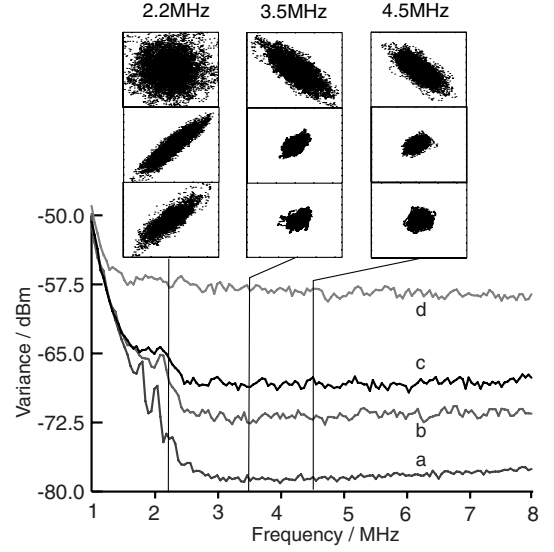 2.2MHz 3.5MHz 4.5MHz
-50.0
-57.5
-65.0
-72.5
-80.0
Variance / dBm
d
c
b
a
1 2 3 4 5 6 7 8
Frequency / MHz